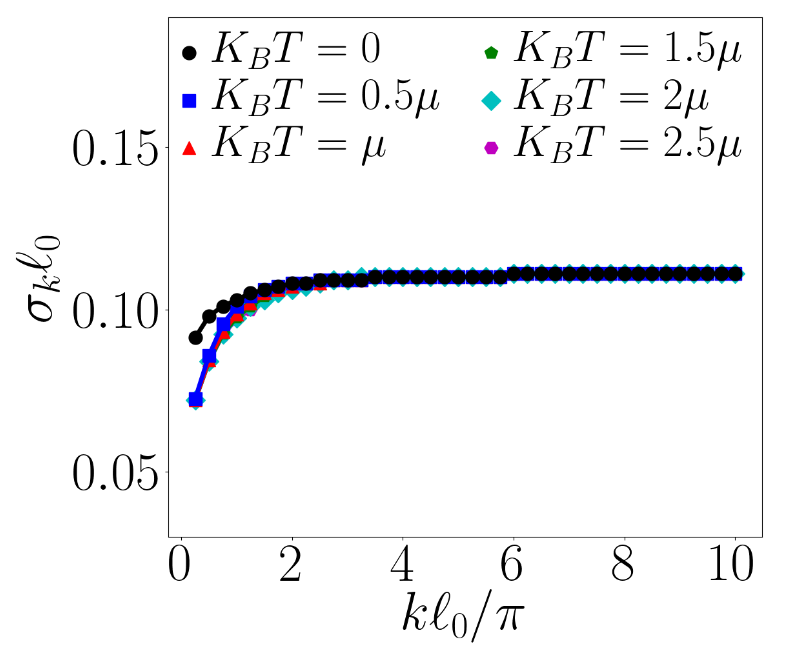 K_BT = 0
K_BT = 0.5μ
K_BT = μ
K_BT = 1.5μ
K_BT = 2μ
K_BT = 2.5μ
0.15
0.10
0.05
σ_kℓ_0
0 2 4 6 8 10
kℓ_0/π